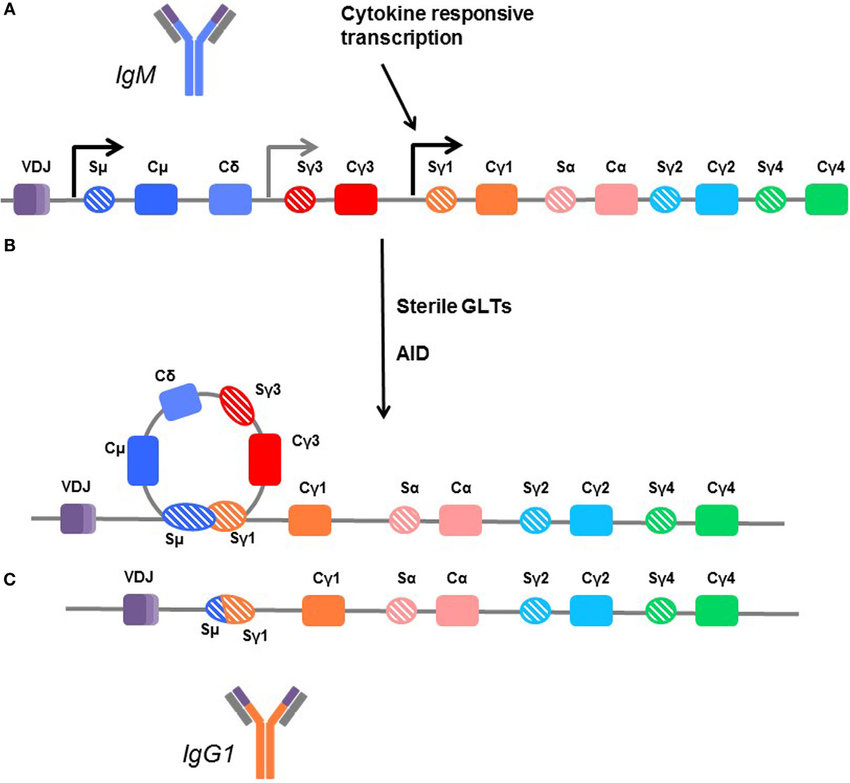 A
Cytokine responsive
transcription
IgM
VDJ Sμ Cμ Cδ Sγ3 Cγ3 Sγ1 Cγ1 Sα Cα Sγ2 Cγ2 Sγ4 Cγ4
B
Sterile GLTs
AID
Cδ Sγ3
Cμ Cγ3
VDJ Cγ1 Sα Cα Sγ2 Cγ2 Sγ4 Cγ4
Sμ Sγ1
C
VDJ Cγ1 Sα Cα Sγ2 Cγ2 Sγ4 Cγ4
Sμ Sγ1
IgG1